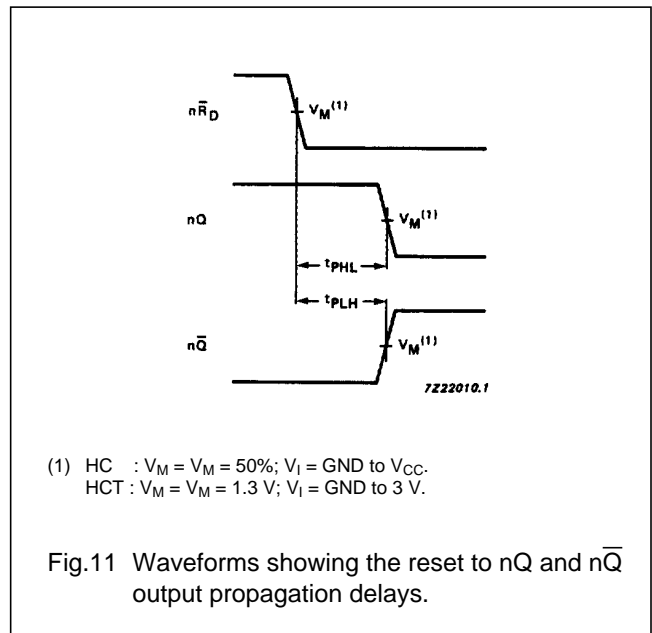 nR̅D
VM(1)
nQ
VM(1)
tPHL
tPLH
nQ̅
VM(1)
7Z22010.1
(1) HC : VM = VM = 50%; VI = GND to VCC.
HCT : VM = VM = 1.3 V; VI = GND to 3 V.
Fig.11 Waveforms showing the reset to nQ and nQ̅
output propagation delays.